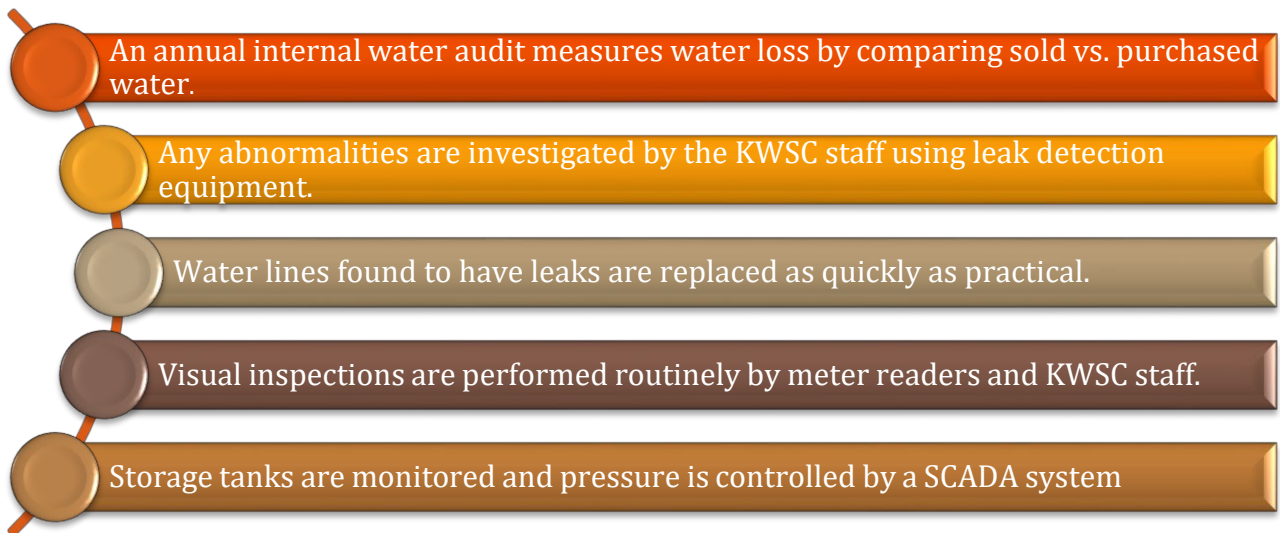 An annual internal water audit measures water loss by comparing sold vs. purchased
water.
Any abnormalities are investigated by the KWSC staff using leak detection
equipment.
Water lines found to have leaks are replaced as quickly as practical.
Visual inspections are performed routinely by meter readers and KWSC staff.
Storage tanks are monitored and pressure is controlled by a SCADA system